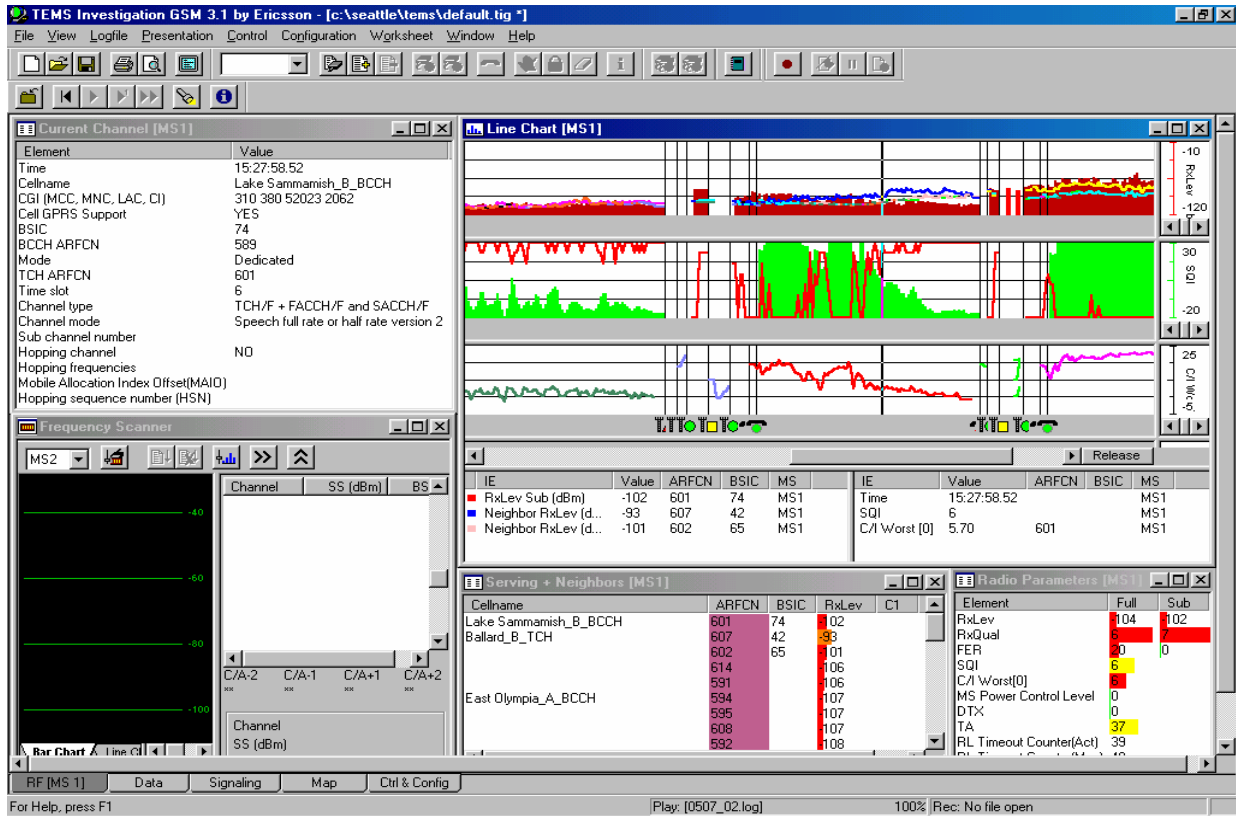 TEMS Investigation GSM 3.1 by Ericsson - [c:\seattle\tems\default.tig *]
File View Logfile Presentation Control Configuration Worksheet Window Help
Current Channel [MS1]
Element Value
Time 15:27:58.52
Cellname Lake Sammamish_B_BCCH
CGI (MCC, MNC, LAC, CI) 310 380 52023 2062
Cell GPRS Support YES
BSIC 74
BCCH ARFCN 589
Mode Dedicated
TCH ARFCN 601
Time slot 6
Channel type TCH/F + FACCH/F and SACCH/F
Channel mode Speech full rate or half rate version 2
Sub channel number
Hopping channel NO
Hopping frequencies
Mobile Allocation Index Offset(MAIO)
Hopping sequence number (HSN)
Line Chart [MS1]
-10
RxLev
-120
30
SQI
-20
25
C/I Wrs
-5
Release
IE Value ARFCN BSIC MS
RxLev Sub (dBm) -102 601 74 MS1
Neighbor RxLev (d... -93 607 42 MS1
Neighbor RxLev (d... -101 602 65 MS1
IE Value ARFCN BSIC MS
Time 15:27:58.52 MS1
SQI 6 MS1
C/I Worst [0] 5.70 601 MS1
Frequency Scanner
MS2
Channel SS (dBm) BS
-40
-60
-80
-100
C/A-2 C/A-1 C/A+1 C/A+2
** ** ** **
Channel
SS (dBm)
Bar Chart Line C
Serving + Neighbors [MS1]
Cellname ARFCN BSIC RxLev C1
Lake Sammamish_B_BCCH 601 74 -102
Ballard_B_TCH 607 42 -93
602 65 -101
614 -106
591 -106
East Olympia_A_BCCH 594 -107
595 -107
608 -107
592 -108
Radio Parameters [MS1]
Element Full Sub
RxLev -104 -102
RxQual 6 7
FER 20 0
SQI 6
C/I Worst[0] 6
MS Power Control Level 0
DTX 0
TA 37
RL Timeout Counter(Act) 39
RF [MS 1] Data Signaling Map Ctrl & Config
For Help, press F1 Play: [0507_02.log] 100% Rec: No file open